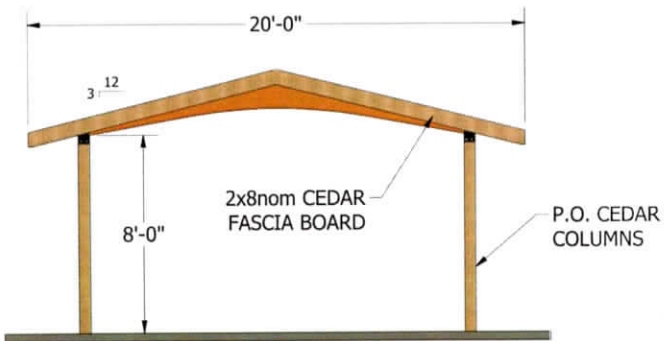 20'-0"
12
3
8'-0"
2x8nom CEDAR
FASCIA BOARD
P.O. CEDAR
COLUMNS